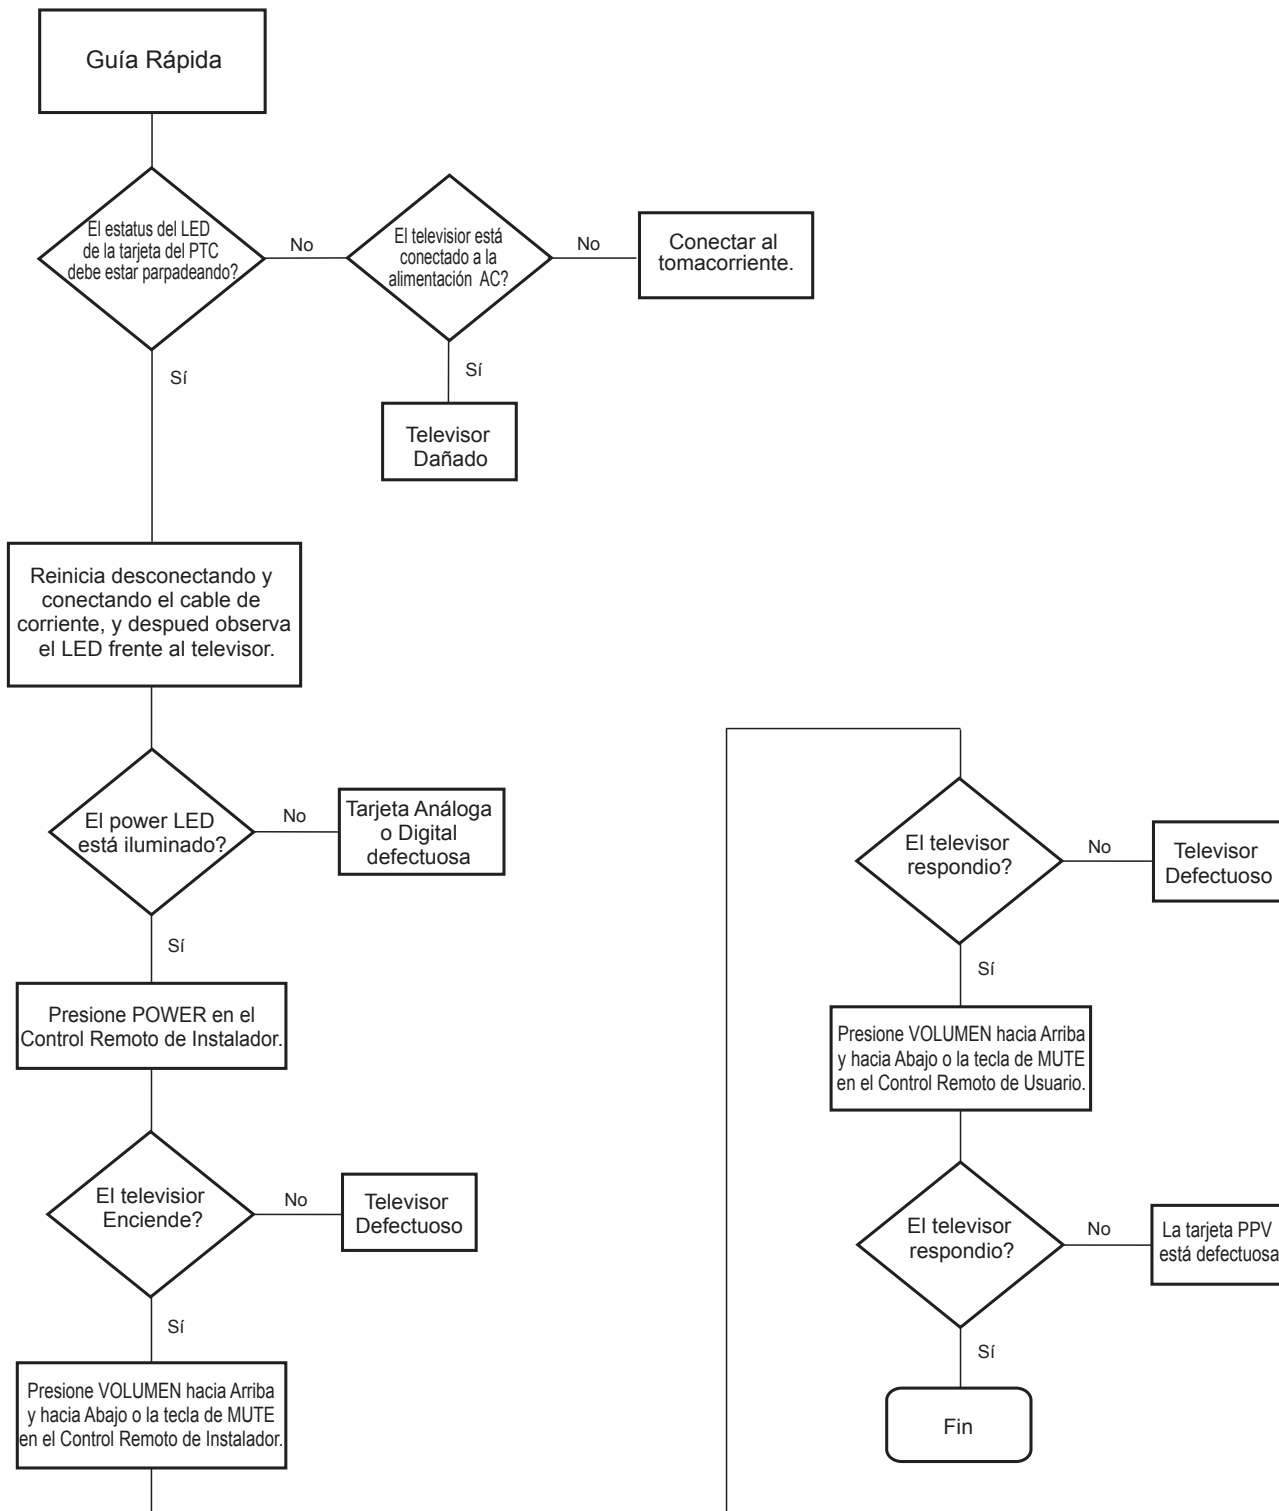 Guía Rápida
El estatus del LED
de la tarjeta del PTC
debe estar parpadeando?
No
El televisior está
conectado a la
alimentación AC?
No
Conectar al
tomacorriente.
Sí
Sí
Televisor
Dañado
Reinicia desconectando y
conectando el cable de
corriente, y despued observa
el LED frente al televisor.
El power LED
está iluminado?
No
Tarjeta Análoga
o Digital
defectuosa
Sí
Presione POWER en el
Control Remoto de Instalador.
El televisior
Enciende?
No
Televisor
Defectuoso
Sí
Presione VOLUMEN hacia Arriba
y hacia Abajo o la tecla de MUTE
en el Control Remoto de Instalador.
El televisor
respondio?
No
Televisor
Defectuoso
Sí
Presione VOLUMEN hacia Arriba
y hacia Abajo o la tecla de MUTE
en el Control Remoto de Usuario.
El televisor
respondio?
No
La tarjeta PPV
está defectuosa
Sí
Fin